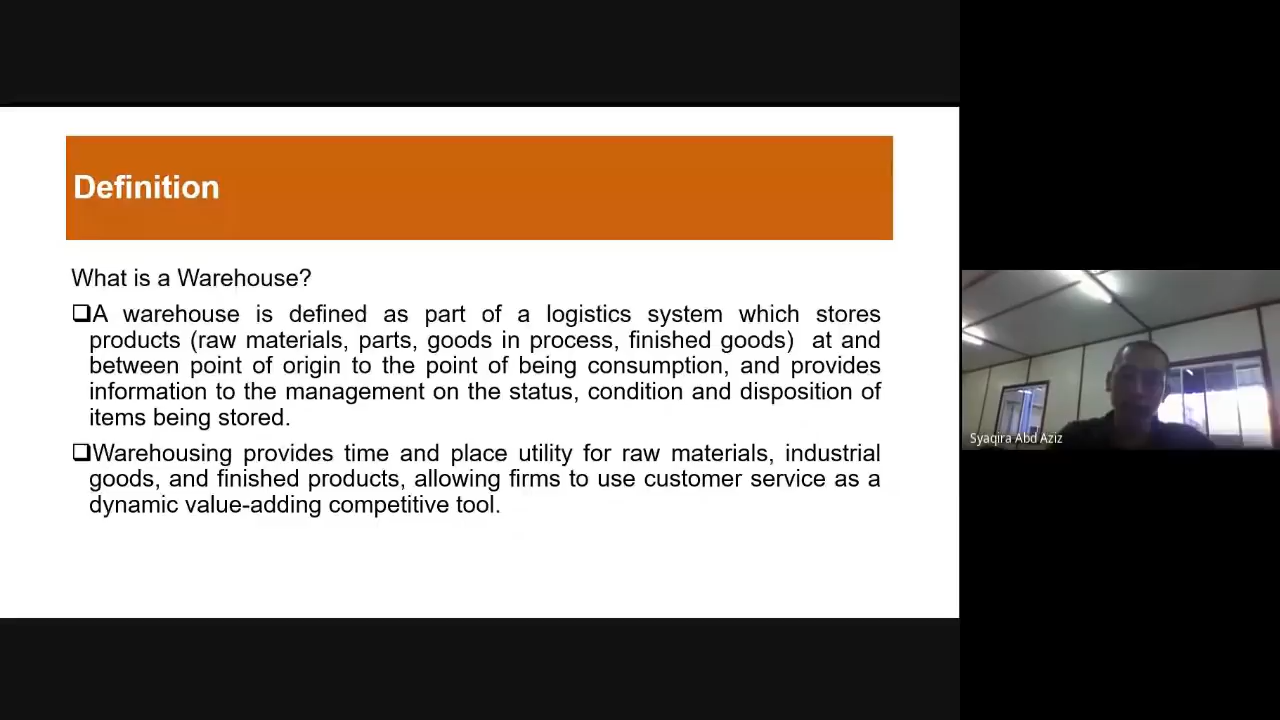 Definition
What is a Warehouse?
❑A warehouse is defined as part of a logistics system which stores
products (raw materials, parts, goods in process, finished goods) at and
between point of origin to the point of being consumption, and provides
information to the management on the status, condition and disposition of
items being stored.
❑Warehousing provides time and place utility for raw materials, industrial
goods, and finished products, allowing firms to use customer service as a
dynamic value-adding competitive tool.
Syaqira Abd Aziz